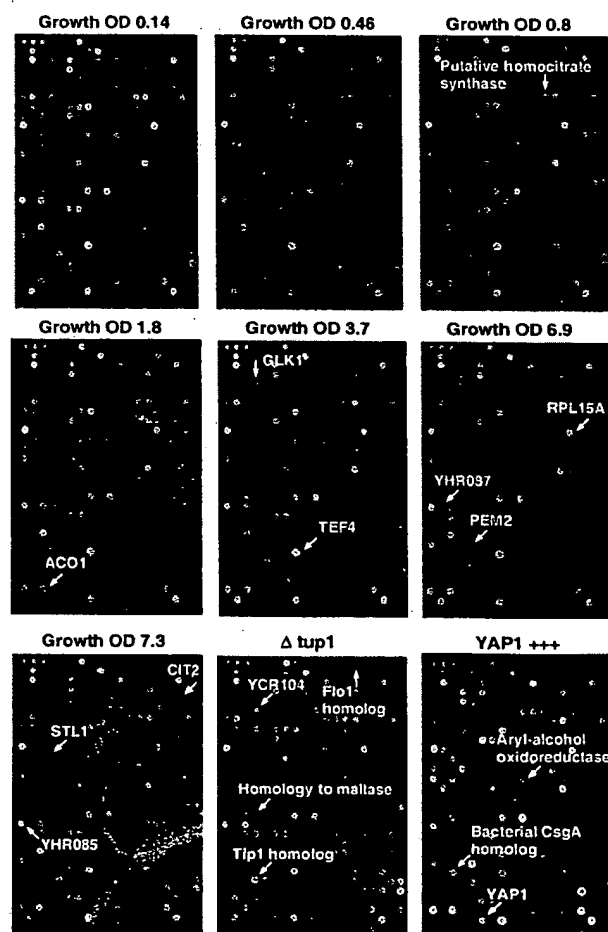 Growth OD 0.14
Growth OD 0.46
Growth OD 0.8
Putative homocitrate
synthase
Growth OD 1.8
Growth OD 3.7
Growth OD 6.9
GLK1
RPL15A
YHR037
PEM2
TEF4
ACO1
Growth OD 7.3
Δ tup1
YAP1 +++
CIT2
YCR104
Flo1
homolog
STL1
Aryl-alcohol
oxidoreductase
Homology to maltase
YHR085
Tip1 homolog
Bacterial CsgA
homolog
YAP1